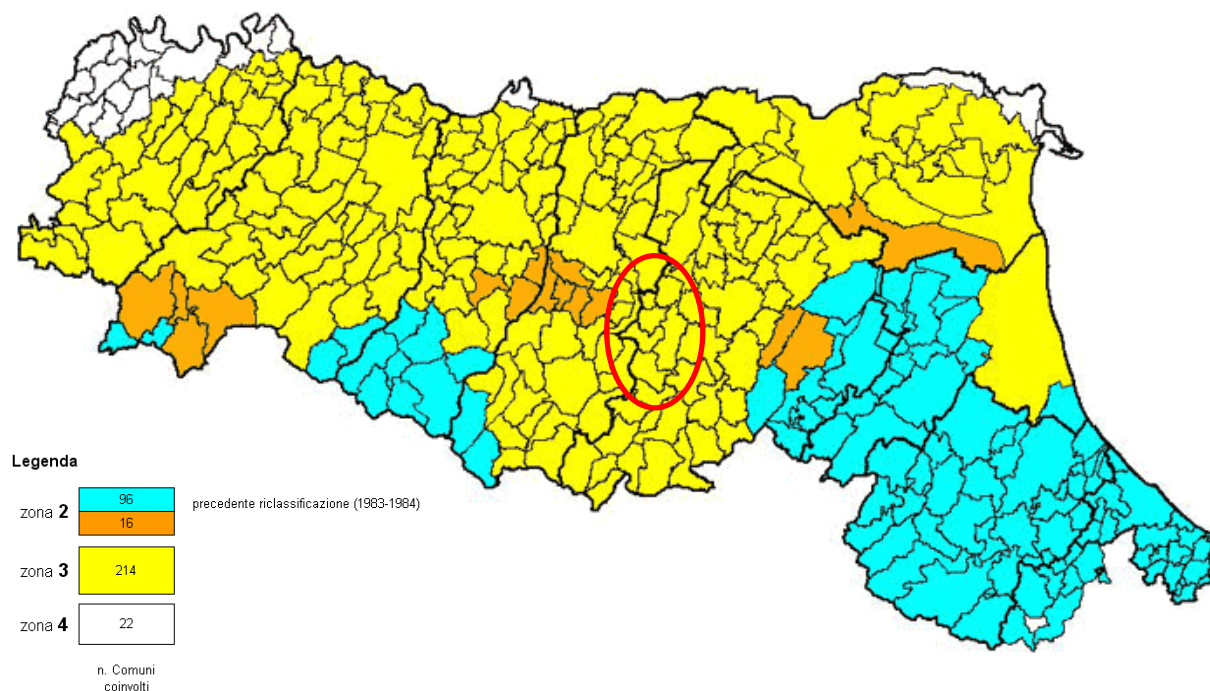 Legenda
zona 2
96
precedente riclassificazione (1983-1984)
16
zona 3
214
zona 4
22
n. Comuni
coinvolti